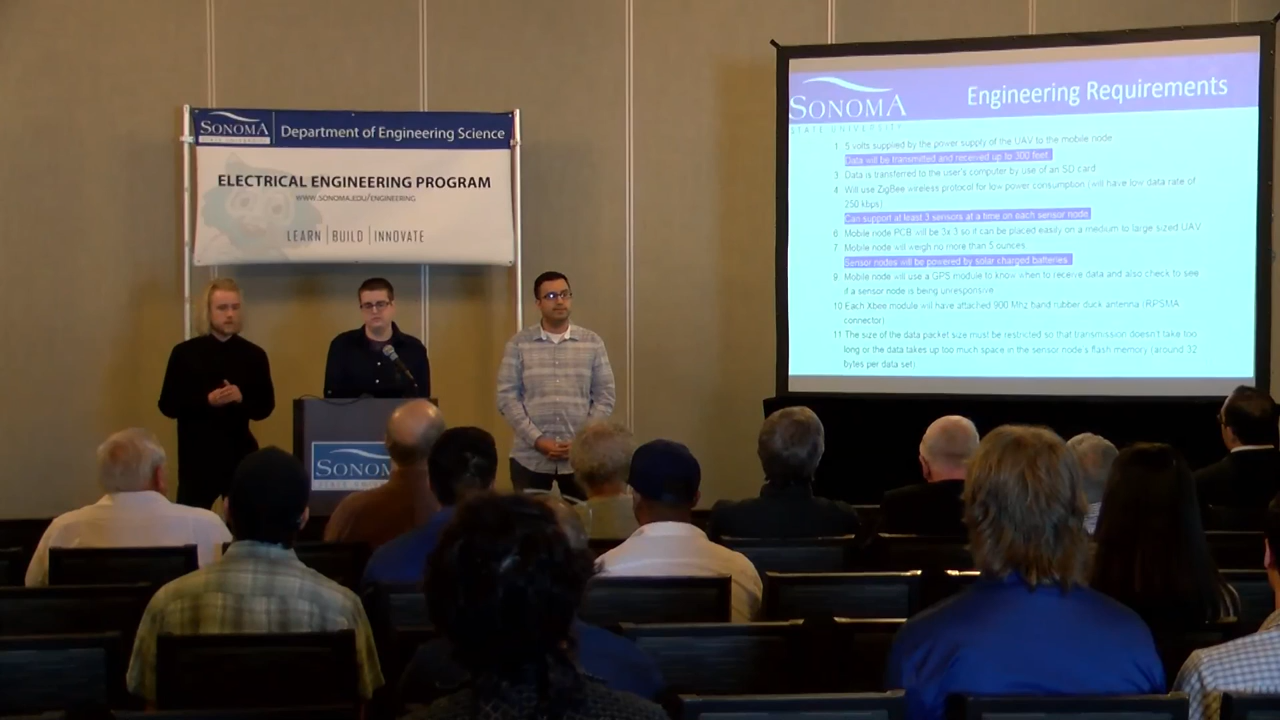 SONOMA
STATE UNIVERSITY
Department of Engineering Science
ELECTRICAL ENGINEERING PROGRAM
WWW.SONOMA.EDU/ENGINEERING
LEARN | BUILD | INNOVATE
SONOMA
STATE UNIVERSITY
Engineering Requirements
1 5 volts supplied by the power supply of the UAV to the mobile node
Data will be transmitted and received up to 300 feet.
3 Data is transferred to the user's computer by use of an SD card
4 Will use ZigBee wireless protocol for low power consumption (will have low data rate of
250 kbps)
Can support at least 3 sensors at a time on each sensor node
6 Mobile node PCB will be 3x 3 so it can be placed easily on a medium to large sized UAV
7 Mobile node will weigh no more than 5 ounces
Sensor nodes will be powered by solar charged batteries
9 Mobile node will use a GPS module to know when to receive data and also check to see
if a sensor node is being unresponsive
10 Each Xbee module will have attached 900 Mhz band rubber duck antenna (RPSMA
connector)
11 The size of the data packet size must be restricted so that transmission doesn't take too
long or the data takes up too much space in the sensor node's flash memory (around 32
bytes per data set)
SONOM
STATE UNIV